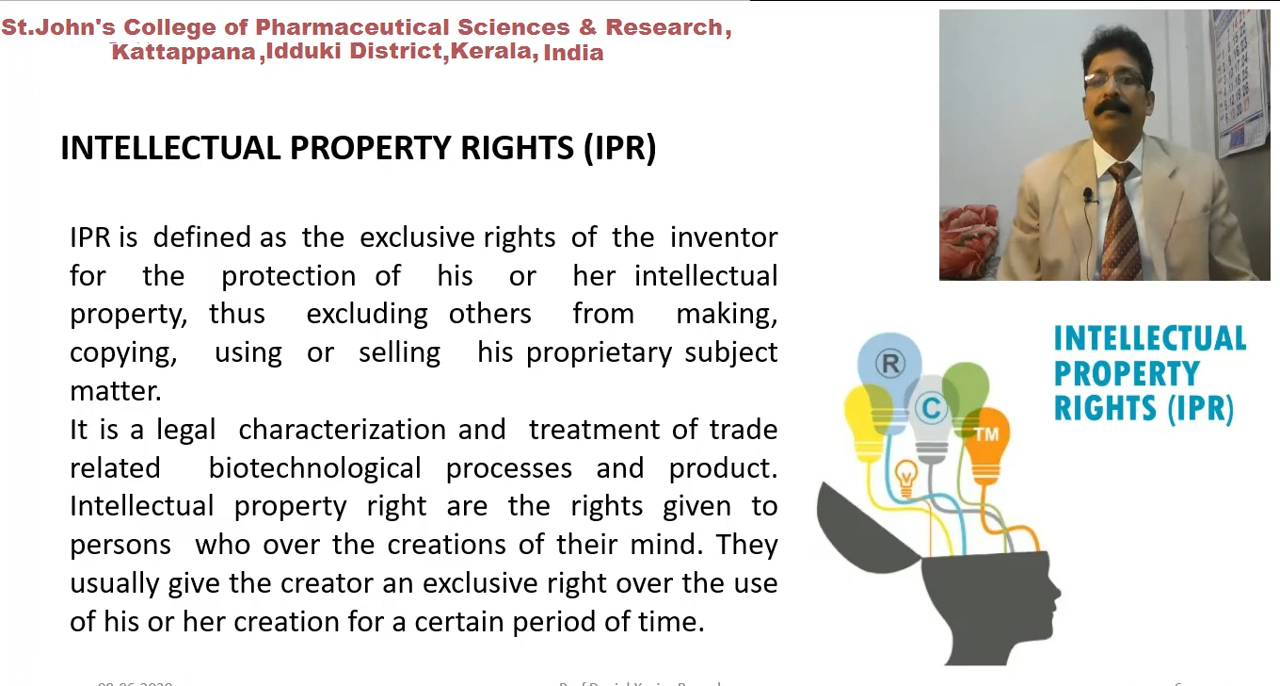 St.John's College of Pharmaceutical Sciences & Research,
Kattappana ,Idduki District,Kerala, India
INTELLECTUAL PROPERTY RIGHTS (IPR)
IPR is defined as the exclusive rights of the inventor
for the protection of his or her intellectual
property, thus excluding others from making,
copying, using or selling his proprietary subject
matter.
It is a legal characterization and treatment of trade
related biotechnological processes and product.
Intellectual property right are the rights given to
persons who over the creations of their mind. They
usually give the creator an exclusive right over the use
of his or her creation for a certain period of time.
R
C
TM
INTELLECTUAL
PROPERTY
RIGHTS (IPR)